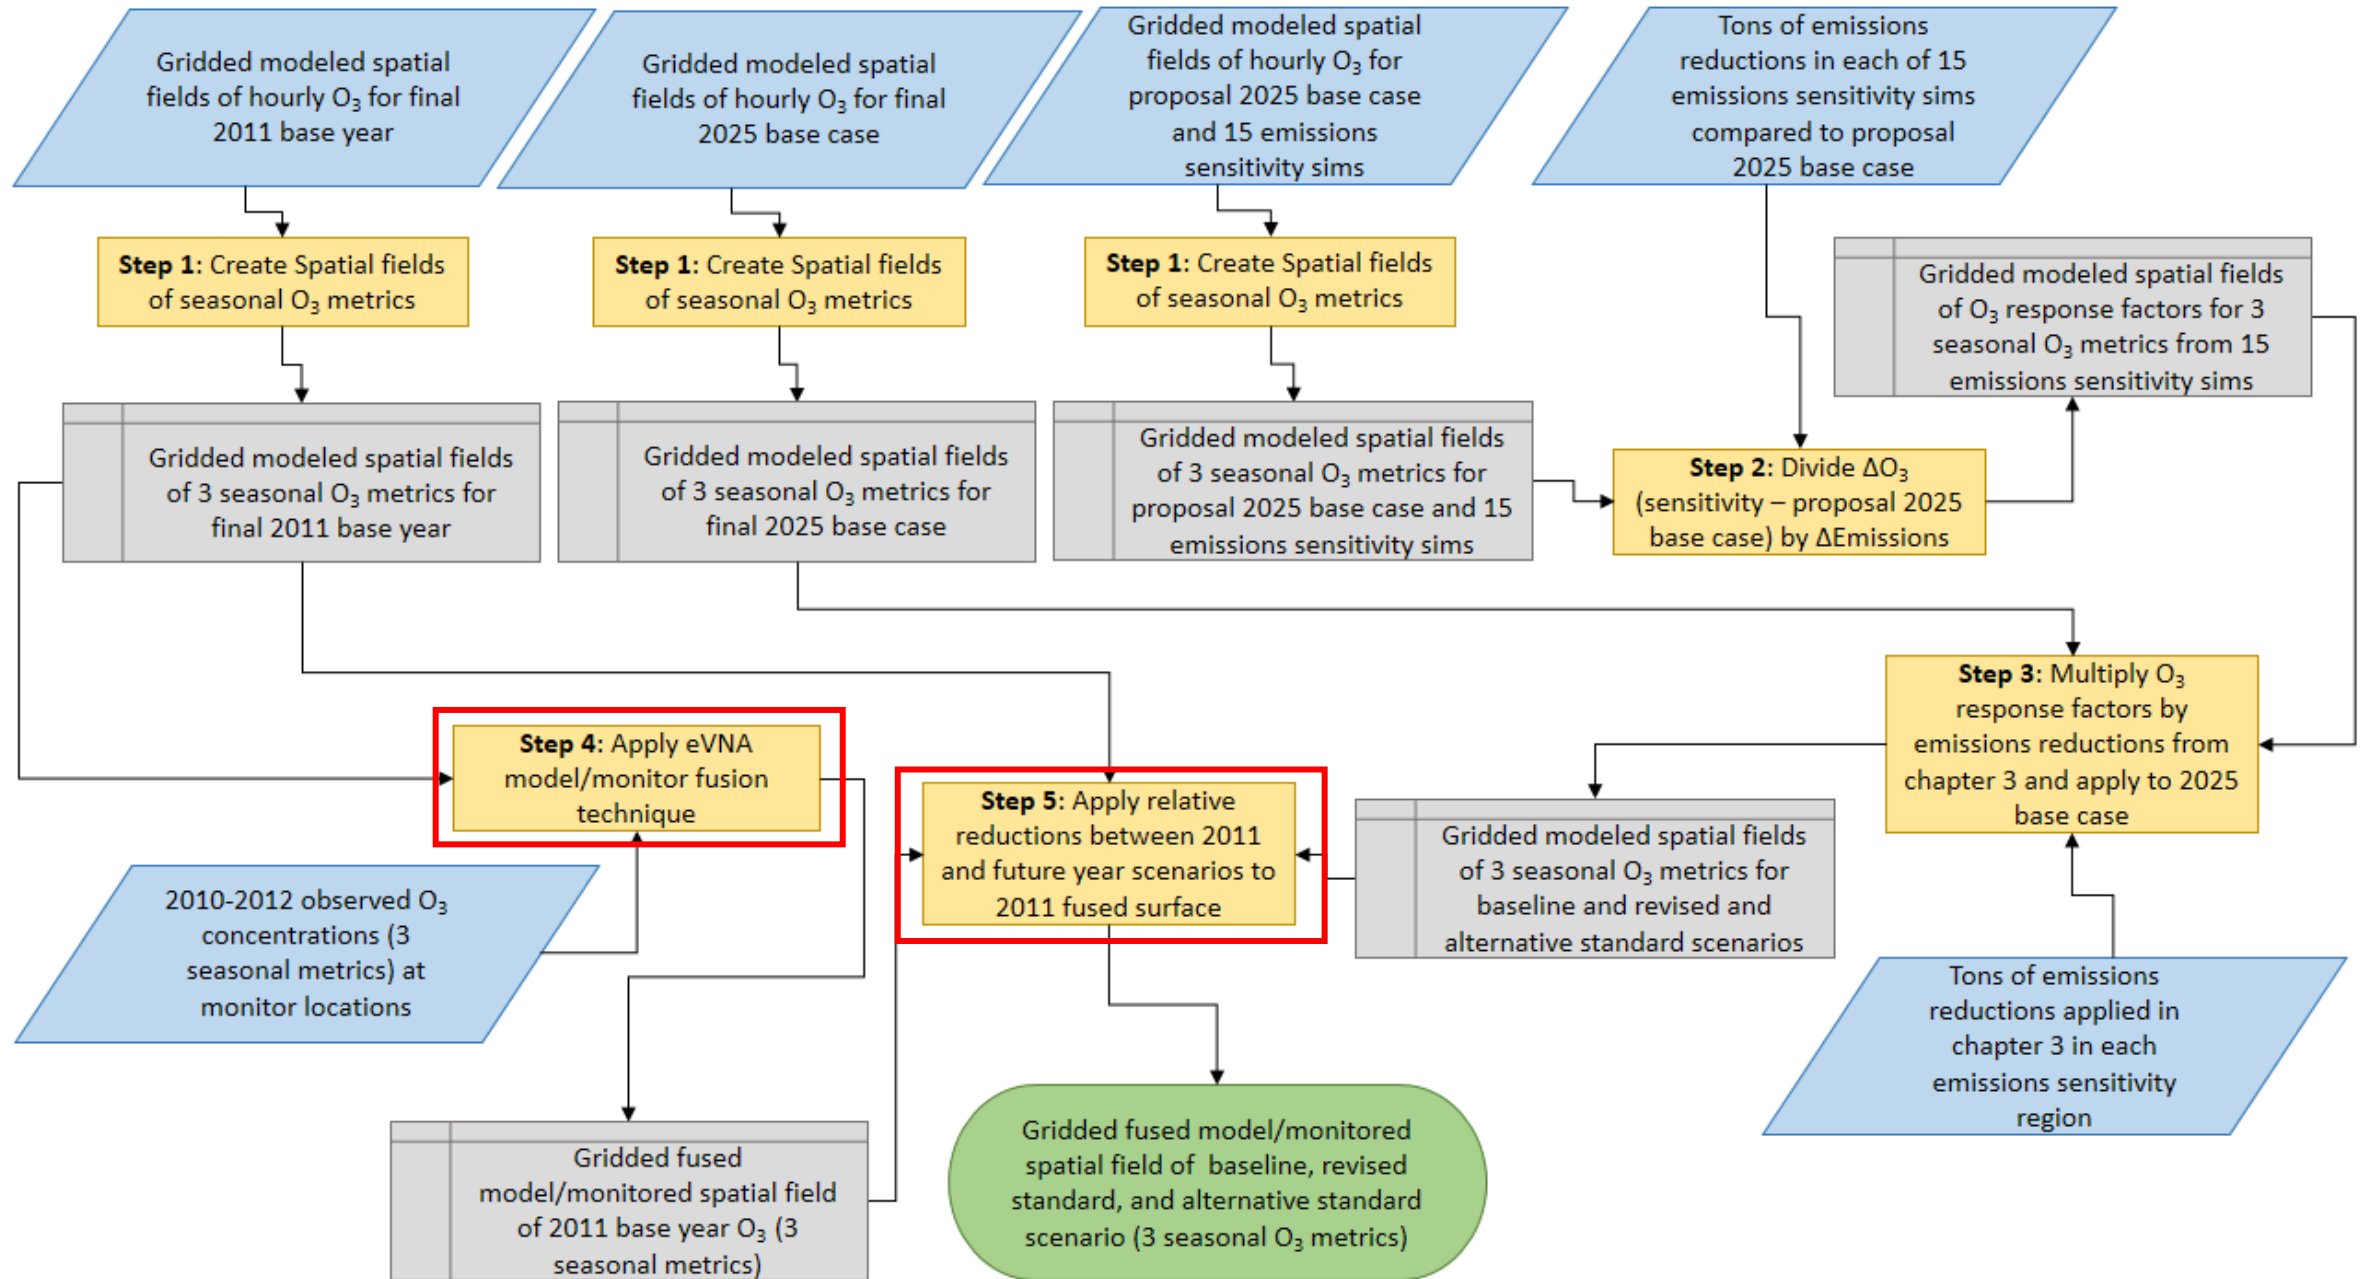 Gridded modeled spatial
fields of hourly O₃ for final
2011 base year
Gridded modeled spatial
fields of hourly O₃ for final
2025 base case
Gridded modeled spatial
fields of hourly O₃ for
proposal 2025 base case
and 15 emissions
sensitivity sims
Tons of emissions
reductions in each of 15
emissions sensitivity sims
compared to proposal
2025 base case
Step 1: Create Spatial fields
of seasonal O₃ metrics
Step 1: Create Spatial fields
of seasonal O₃ metrics
Step 1: Create Spatial fields
of seasonal O₃ metrics
Gridded modeled spatial fields
of O₃ response factors for 3
seasonal O₃ metrics from 15
emissions sensitivity sims
Gridded modeled spatial fields
of 3 seasonal O₃ metrics for
final 2011 base year
Gridded modeled spatial fields
of 3 seasonal O₃ metrics for
final 2025 base case
Gridded modeled spatial fields
of 3 seasonal O₃ metrics for
proposal 2025 base case and 15
emissions sensitivity sims
Step 2: Divide ΔO₃
(sensitivity – proposal 2025
base case) by ΔEmissions
Step 3: Multiply O₃
response factors by
emissions reductions from
chapter 3 and apply to 2025
base case
Step 4: Apply eVNA
model/monitor fusion
technique
Step 5: Apply relative
reductions between 2011
and future year scenarios to
2011 fused surface
Gridded modeled spatial fields
of 3 seasonal O₃ metrics for
baseline and revised and
alternative standard scenarios
2010-2012 observed O₃
concentrations (3
seasonal metrics) at
monitor locations
Tons of emissions
reductions applied in
chapter 3 in each
emissions sensitivity
region
Gridded fused
model/monitored spatial field
of 2011 base year O₃ (3
seasonal metrics)
Gridded fused model/monitored
spatial field of baseline, revised
standard, and alternative standard
scenario (3 seasonal O₃ metrics)